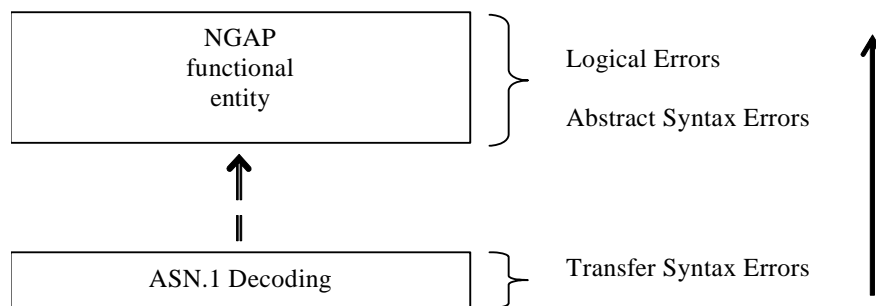 NGAP
functional
entity
Logical Errors
Abstract Syntax Errors
ASN.1 Decoding
Transfer Syntax Errors